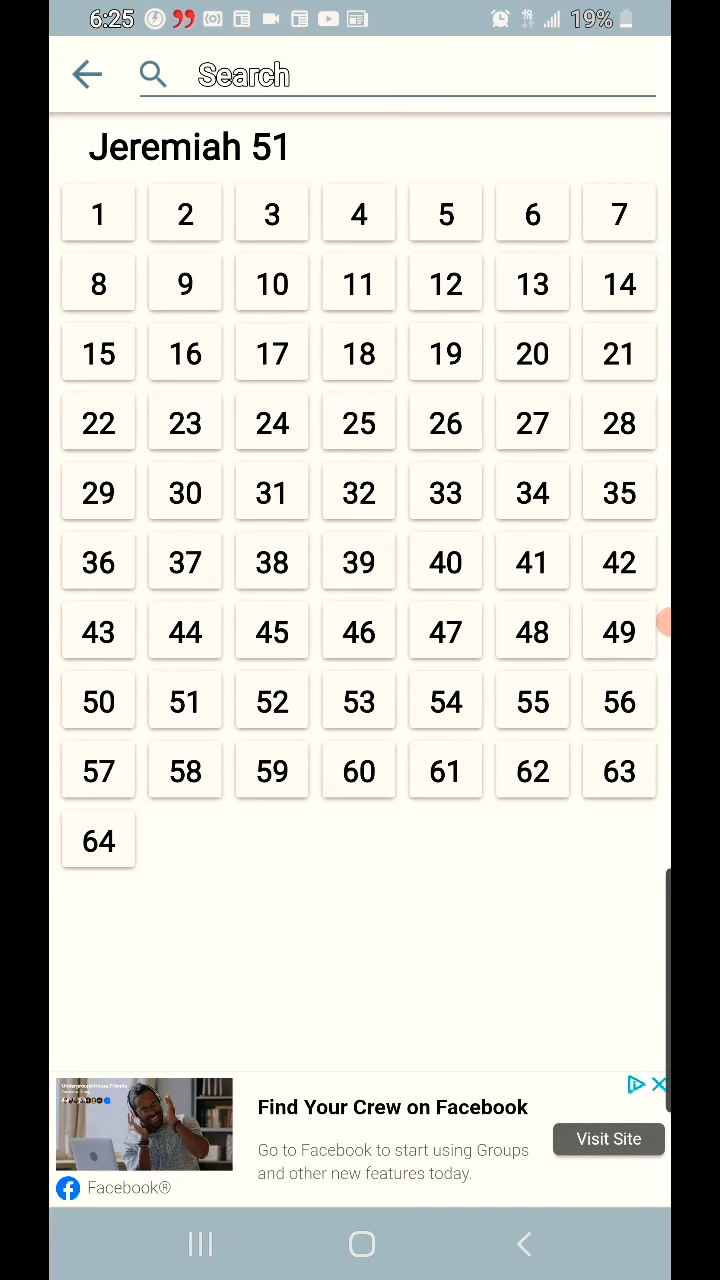 6:25 19%
Search
Jeremiah 51
1 2 3 4 5 6 7
8 9 10 11 12 13 14
15 16 17 18 19 20 21
22 23 24 25 26 27 28
29 30 31 32 33 34 35
36 37 38 39 40 41 42
43 44 45 46 47 48 49
50 51 52 53 54 55 56
57 58 59 60 61 62 63
64
Underground House Friends
Find Your Crew on Facebook
Visit Site
Go to Facebook to start using Groups
and other new features today.
Facebook®